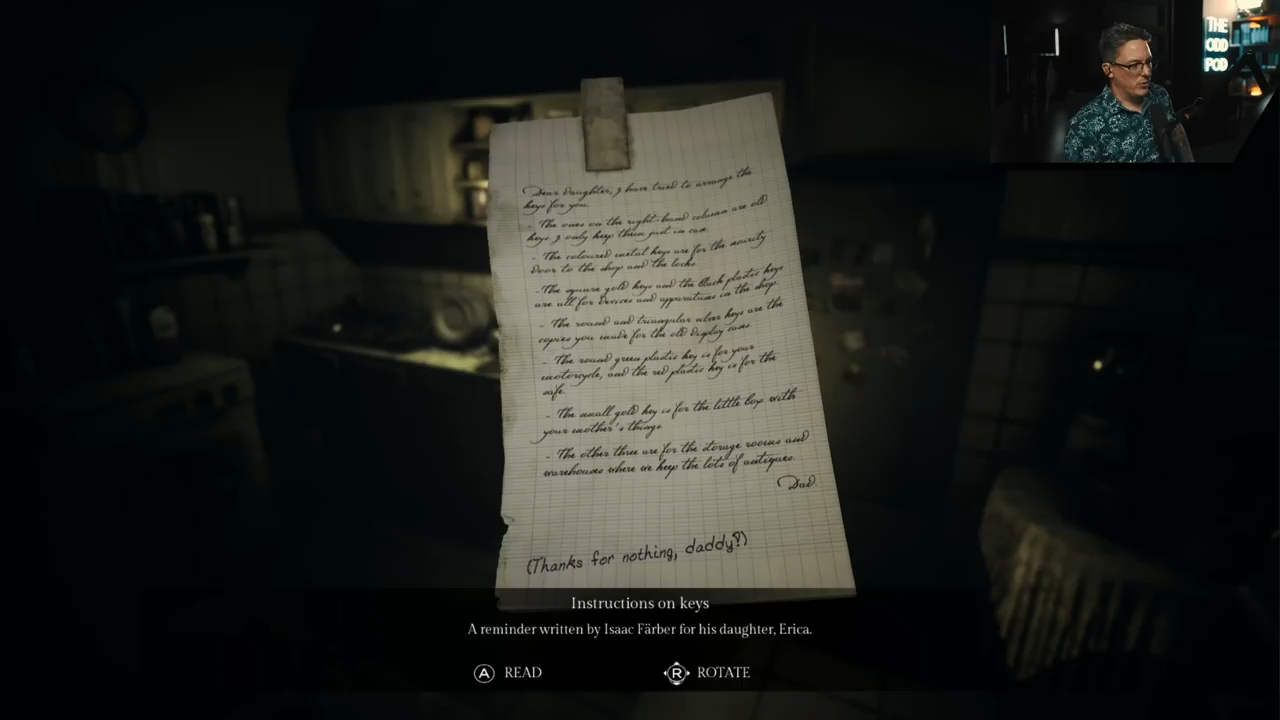 THE
ODD
POD
Dear Daughter, I have tried to arrange the
keys for you.
- The ones on the right-hand column are old
keys. I only keep them just in case.
- The coloured metal keys are for the security
door to the shop and the locks.
- The square gold keys and the black plastic keys
are all for devices and apparatuses in the shop.
- The round and triangular silver keys are the
copies you made for the old display case.
- The round green plastic key is for your
motorcycle, and the red plastic key is for the
safe.
- The small gold key is for the little box with
your mother's things.
- The other three are for the storage rooms and
warehouses where we keep the lots of antiques.
Dad.
(Thanks for nothing, daddy!)
Instructions on keys
A reminder written by Isaac Färber for his daughter, Erica.
A READ
R ROTATE